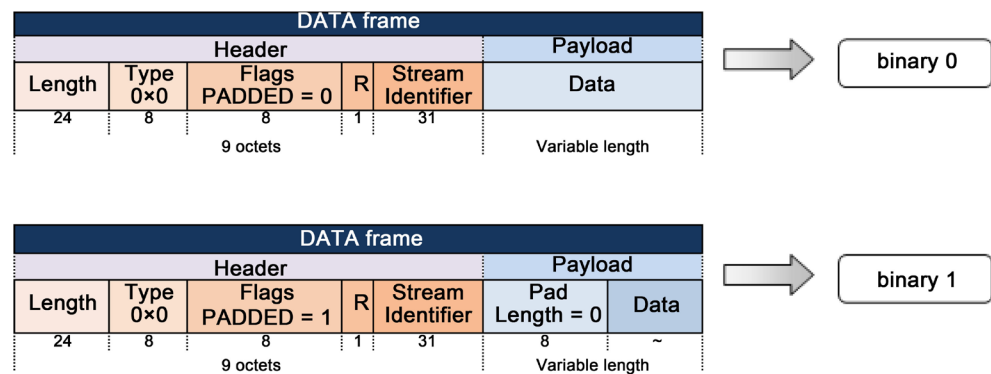 DATA frame
Header Payload
Length Type 0×0 Flags PADDED = 0 R Stream Identifier Data
24 8 8 1 31
9 octets Variable length
binary 0
DATA frame
Header Payload
Length Type 0×0 Flags PADDED = 1 R Stream Identifier Pad Length = 0 Data
24 8 8 1 31 8 ~
9 octets Variable length
binary 1